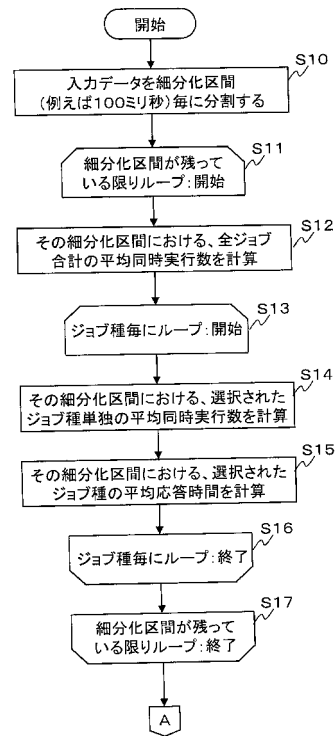 開始
S10
入力データを細分化区間
(例えば100ミリ秒)毎に分割する
S11
細分化区間が残って
いる限りループ:開始
S12
その細分化区間における、全ジョブ
合計の平均同時実行数を計算
S13
ジョブ種毎にループ:開始
S14
その細分化区間における、選択された
ジョブ種単独の平均同時実行数を計算
S15
その細分化区間における、選択された
ジョブ種の平均応答時間を計算
S16
ジョブ種毎にループ:終了
S17
細分化区間が残って
いる限りループ:終了
A